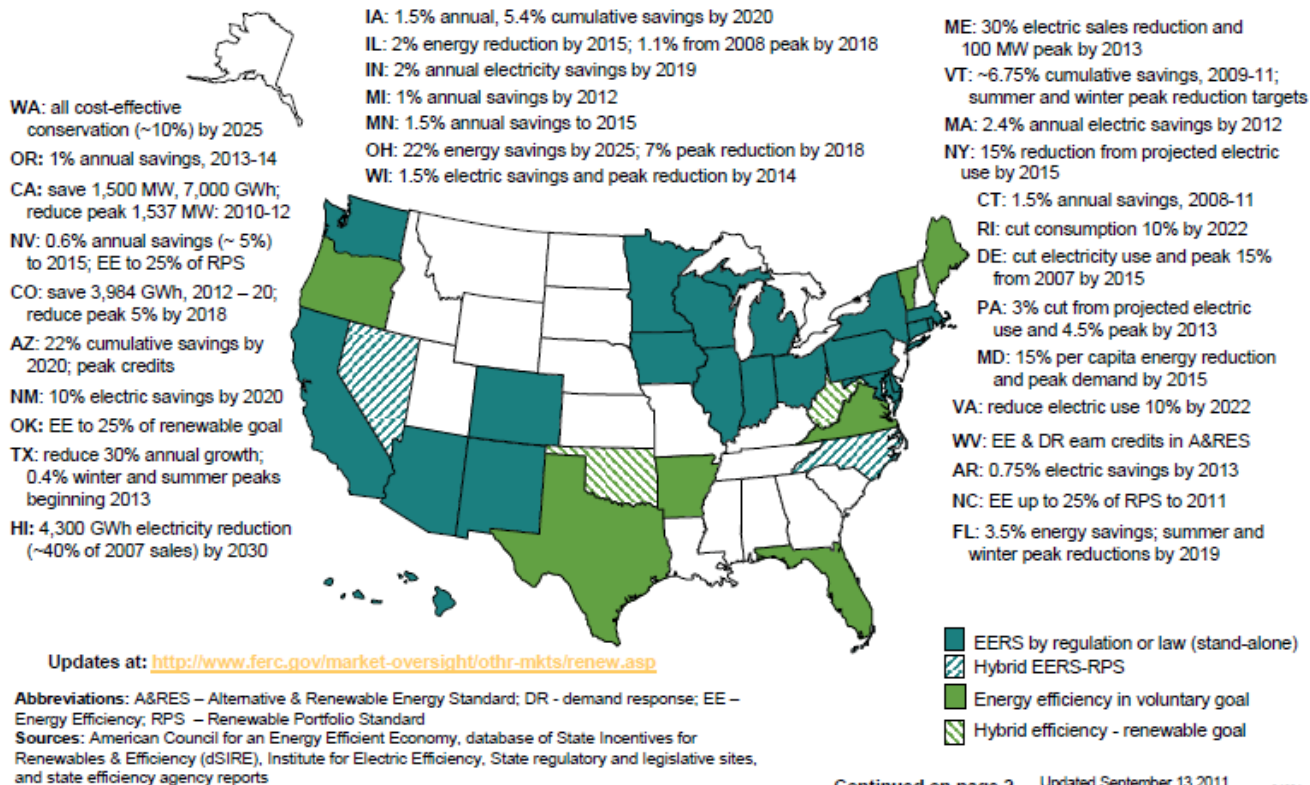 IA: 1.5% annual, 5.4% cumulative savings by 2020
IL: 2% energy reduction by 2015; 1.1% from 2008 peak by 2018
IN: 2% annual electricity savings by 2019
MI: 1% annual savings by 2012
MN: 1.5% annual savings to 2015
OH: 22% energy savings by 2025; 7% peak reduction by 2018
WI: 1.5% electric savings and peak reduction by 2014
WA: all cost-effective
conservation (~10%) by 2025
OR: 1% annual savings, 2013-14
CA: save 1,500 MW, 7,000 GWh;
reduce peak 1,537 MW: 2010-12
NV: 0.6% annual savings (~ 5%)
to 2015; EE to 25% of RPS
CO: save 3,984 GWh, 2012 – 20;
reduce peak 5% by 2018
AZ: 22% cumulative savings by
2020; peak credits
NM: 10% electric savings by 2020
OK: EE to 25% of renewable goal
TX: reduce 30% annual growth;
0.4% winter and summer peaks
beginning 2013
HI: 4,300 GWh electricity reduction
(~40% of 2007 sales) by 2030
ME: 30% electric sales reduction and
100 MW peak by 2013
VT: ~6.75% cumulative savings, 2009-11;
summer and winter peak reduction targets
MA: 2.4% annual electric savings by 2012
NY: 15% reduction from projected electric
use by 2015
CT: 1.5% annual savings, 2008-11
RI: cut consumption 10% by 2022
DE: cut electricity use and peak 15%
from 2007 by 2015
PA: 3% cut from projected electric
use and 4.5% peak by 2013
MD: 15% per capita energy reduction
and peak demand by 2015
VA: reduce electric use 10% by 2022
WV: EE & DR earn credits in A&RES
AR: 0.75% electric savings by 2013
NC: EE up to 25% of RPS to 2011
FL: 3.5% energy savings; summer and
winter peak reductions by 2019
EERS by regulation or law (stand-alone)
Hybrid EERS-RPS
Energy efficiency in voluntary goal
Hybrid efficiency - renewable goal
Updates at: http://www.ferc.gov/market-oversight/othr-mkts/renew.asp
Abbreviations: A&RES – Alternative & Renewable Energy Standard; DR - demand response; EE –
Energy Efficiency; RPS – Renewable Portfolio Standard
Sources: American Council for an Energy Efficient Economy, database of State Incentives for
Renewables & Efficiency (dSIRE), Institute for Electric Efficiency, State regulatory and legislative sites,
and state efficiency agency reports
Continued on page 2 Updated September 13 2011